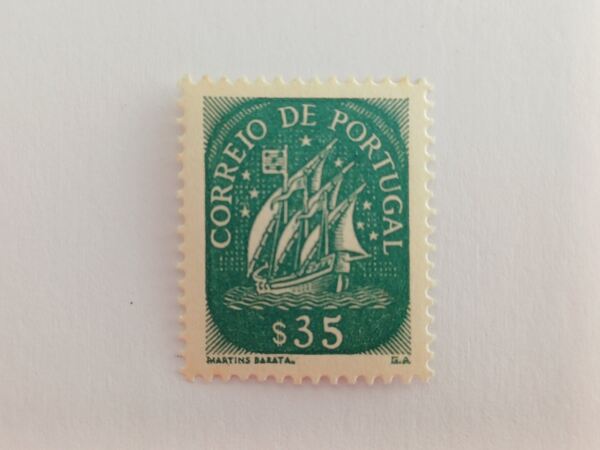 CORREIO DE PORTUGAL
$35
MARTINS BARATA. G.A